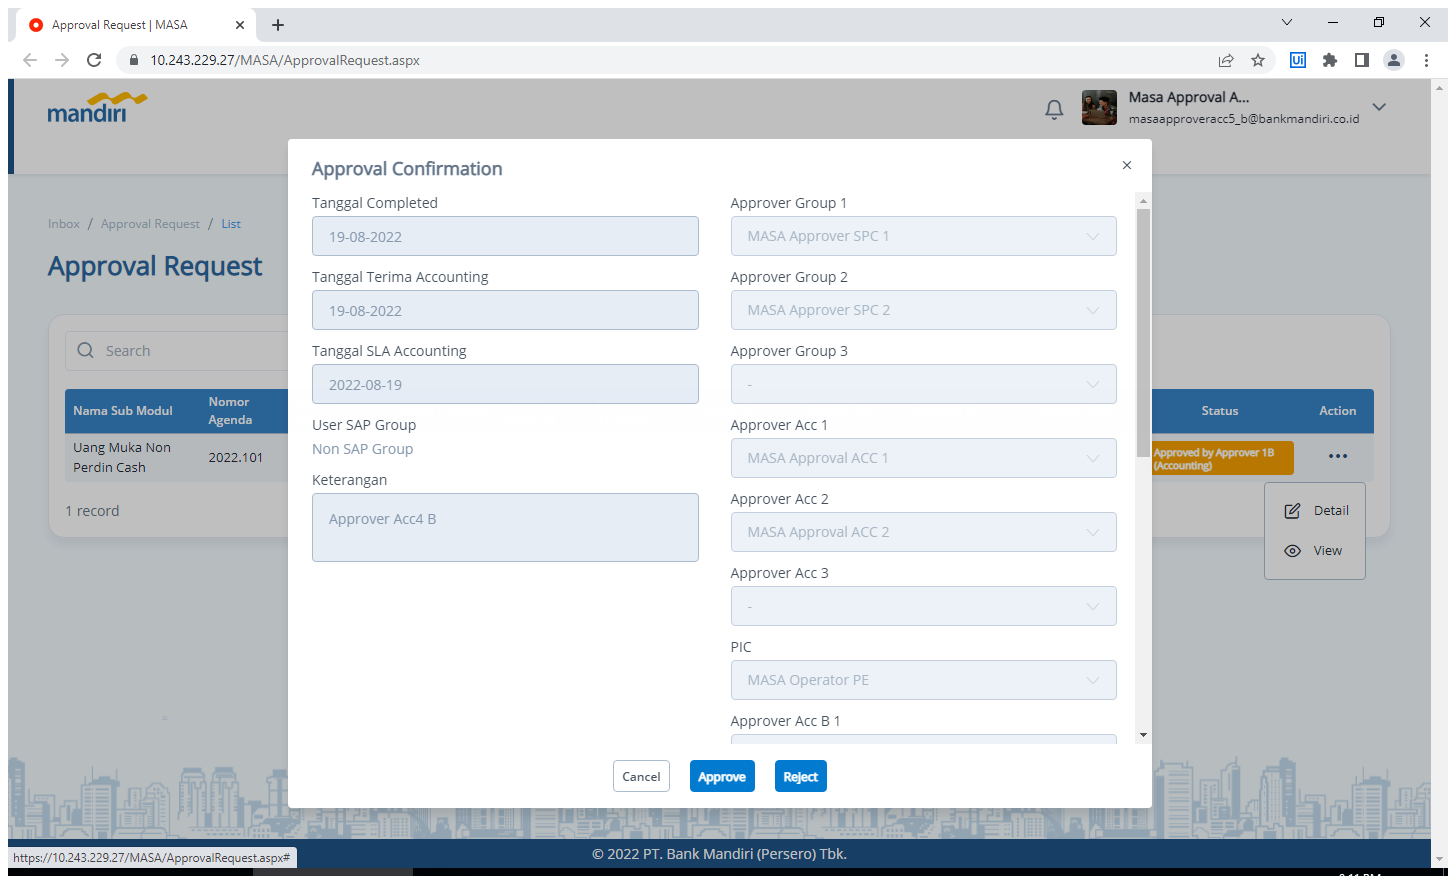 Approval Request | MASA
10.243.229.27/MASA/ApprovalRequest.aspx
Ui
mandiri
Masa Approval A...
masaapproveracc5_b@bankmandiri.co.id
Inbox / Approval Request / List
Approval Request
Search
Nama Sub Modul
Nomor
Agenda
Status
Action
Uang Muka Non
Perdin Cash
2022.101
Approved by Approver 1B
(Accounting)
1 record
Detail
View
Approval Confirmation
Tanggal Completed
19-08-2022
Tanggal Terima Accounting
19-08-2022
Tanggal SLA Accounting
2022-08-19
User SAP Group
Non SAP Group
Keterangan
Approver Acc4 B
Approver Group 1
MASA Approver SPC 1
Approver Group 2
MASA Approver SPC 2
Approver Group 3
-
Approver Acc 1
MASA Approval ACC 1
Approver Acc 2
MASA Approval ACC 2
Approver Acc 3
-
PIC
MASA Operator PE
Approver Acc B 1
Cancel
Approve
Reject
© 2022 PT. Bank Mandiri (Persero) Tbk.
https://10.243.229.27/MASA/ApprovalRequest.aspx#